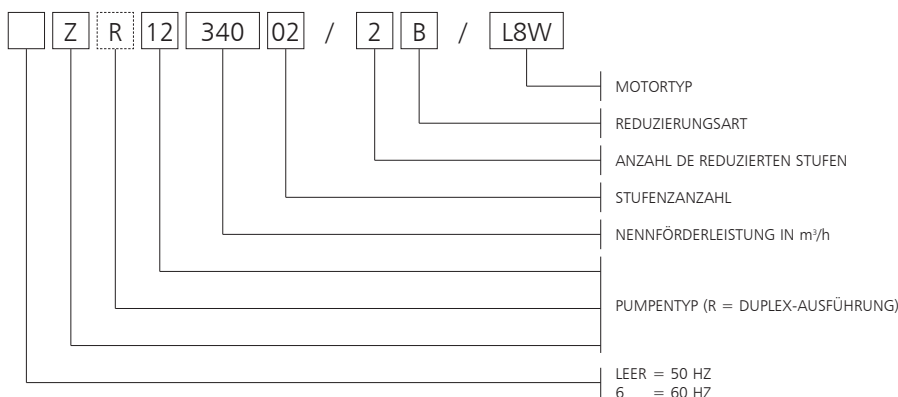 Z R 12 340 02 / 2 B / L8W
MOTORTYP
REDUZIERUNGSART
ANZAHL DE REDUZIERTEN STUFEN
STUFENZANZAHL
NENNFÖRDERLEISTUNG IN m³/h
PUMPENTYP (R = DUPLEX-AUSFÜHRUNG)
LEER = 50 HZ
6 = 60 HZ